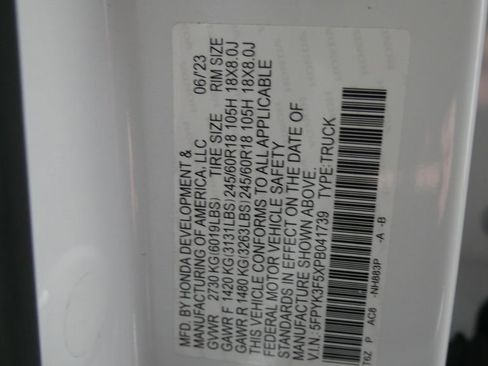 MFD. BY HONDA DEVELOPMENT &
MANUFACTURING OF AMERICA, LLC 06/'23
GVWR 2730 KG(6019LBS) TIRE SIZE RIM SIZE
GAWR F 1420 KG(3131LBS) 245/60R18 105H 18X8.0J
GAWR R 1480 KG(3263LBS) 245/60R18 105H 18X8.0J
THIS VEHICLE CONFORMS TO ALL APPLICABLE
FEDERAL MOTOR VEHICLE SAFETY
STANDARDS IN EFFECT ON THE DATE OF
MANUFACTURE SHOWN ABOVE.
V.I.N. 5FPYK3F5XPB041739 TYPE:TRUCK
T6Z P AC8 -NH883P -A -B